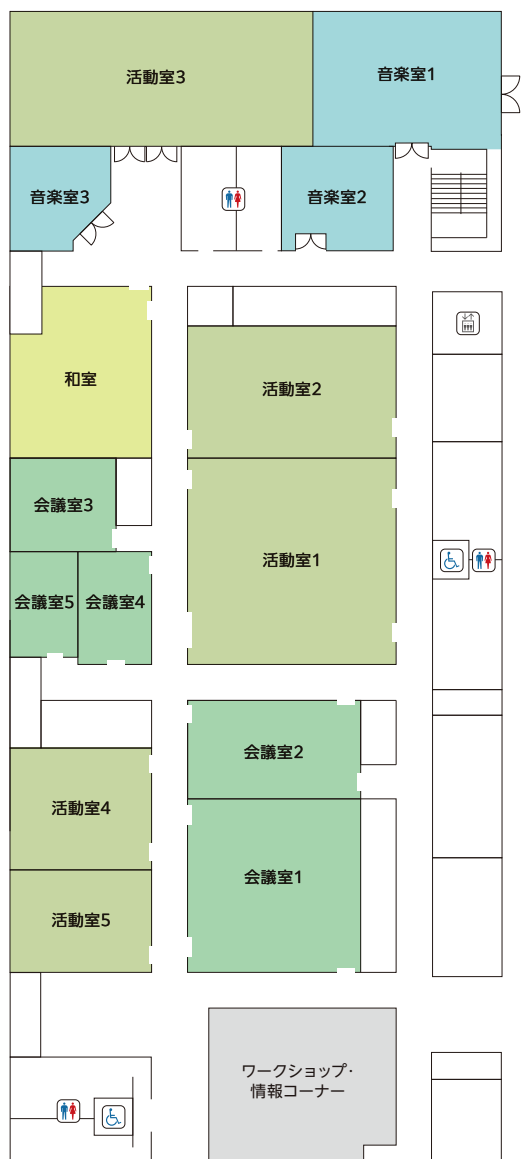 活動室3
音楽室1
音楽室3
音楽室2
和室
活動室2
会議室3
活動室1
会議室5
会議室4
会議室2
活動室4
会議室1
活動室5
ワークショップ・
情報コーナー